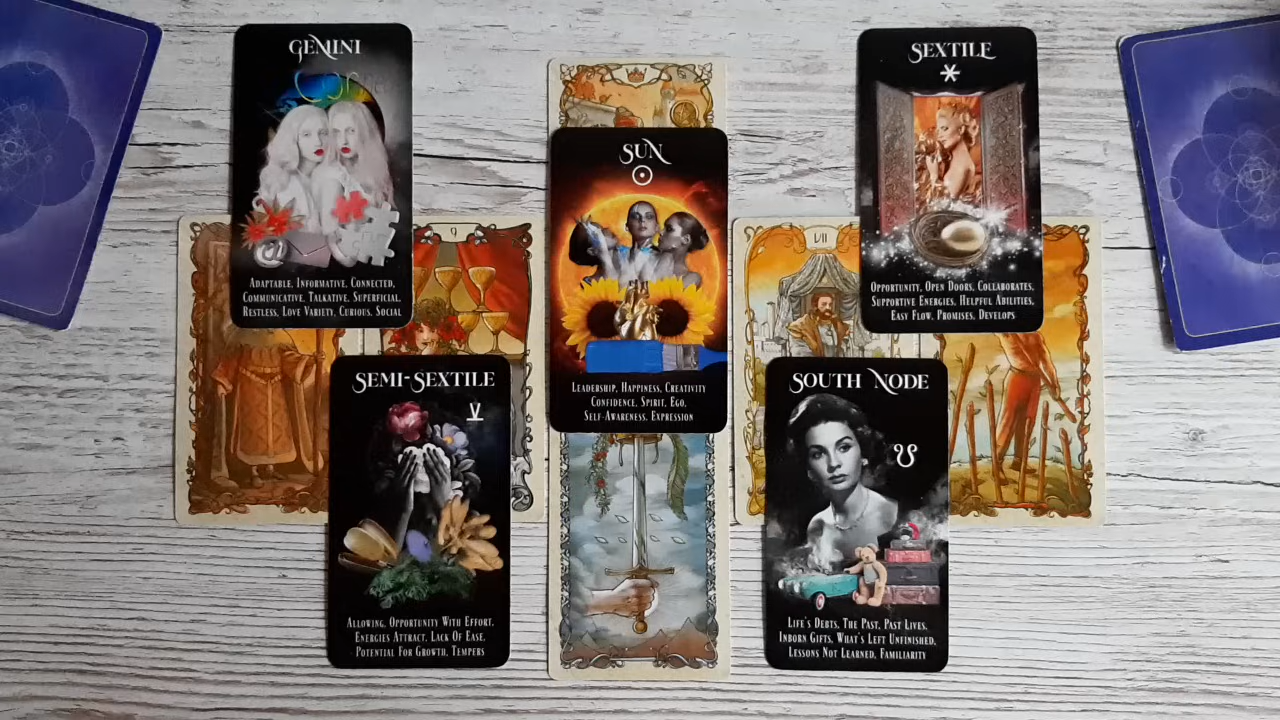 GEMINI
ADAPTABLE, INFORMATIVE, CONNECTED,
COMMUNICATIVE, TALKATIVE, SUPERFICIAL,
RESTLESS, LOVE VARIETY, CURIOUS, SOCIAL
SUN
LEADERSHIP, HAPPINESS, CREATIVITY
CONFIDENCE, SPIRIT, EGO,
SELF-AWARENESS, EXPRESSION
SEXTILE
OPPORTUNITY, OPEN DOORS, COLLABORATES,
SUPPORTIVE ENERGIES, HELPFUL ABILITIES,
EASY FLOW, PROMISES, DEVELOPS
9
VII
SEMI-SEXTILE
ALLOWING, OPPORTUNITY WITH EFFORT,
ENERGIES ATTRACT, LACK OF EASE,
POTENTIAL FOR GROWTH, TEMPERS
SOUTH NODE
LIFE'S DEBTS, THE PAST, PAST LIVES,
INBORN GIFTS, WHAT'S LEFT UNFINISHED,
LESSONS NOT LEARNED, FAMILIARITY
@